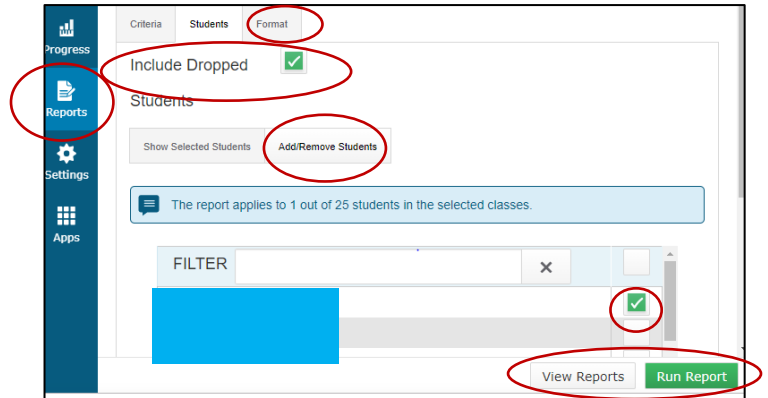 Progress
Reports
Settings
Apps
Criteria Students Format
Include Dropped
Students
Show Selected Students Add/Remove Students
The report applies to 1 out of 25 students in the selected classes.
FILTER
View Reports Run Report